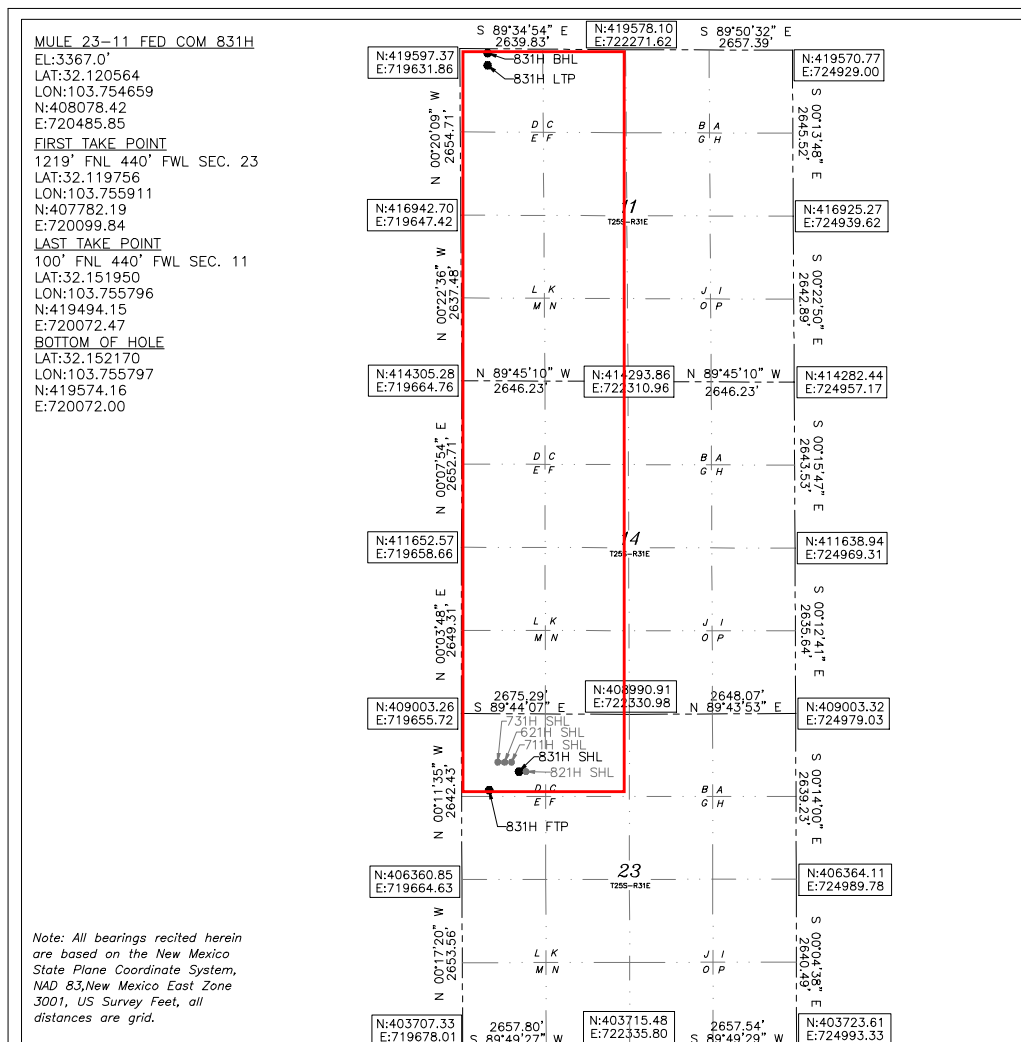 MULE 23-11 FED COM 831H
EL:3367.0'
LAT:32.120564
LON:103.754659
N:408078.42
E:720485.85
FIRST TAKE POINT
1219' FNL 440' FWL SEC. 23
LAT:32.119756
LON:103.755911
N:407782.19
E:720099.84
LAST TAKE POINT
100' FNL 440' FWL SEC. 11
LAT:32.151950
LON:103.755796
N:419494.15
E:720072.47
BOTTOM OF HOLE
LAT:32.152170
LON:103.755797
N:419574.16
E:720072.00
S 89°34'54" E
2639.83'
N:419578.10
E:722271.62
S 89°50'32" E
2657.39'
N:419597.37
E:719631.86
831H BHL
831H LTP
N:419570.77
E:724929.00
N 00°20'09" W
2654.71'
D C
E F
B A
G H
S 00°13'48" E
2645.52'
N:416942.70
E:719647.42
11
T25S-R31E
N:416925.27
E:724939.62
N 00°22'36" W
2637.48'
L K
M N
J I
O P
S 00°22'50" E
2642.89'
N:414305.28
E:719664.76
N 89°45'10" W
2646.23'
N:414293.86
E:722310.96
N 89°45'10" W
2646.23'
N:414282.44
E:724957.17
N 00°07'54" E
2652.71'
D C
E F
B A
G H
S 00°15'47" E
2643.53'
N:411652.57
E:719658.66
14
T25S-R31E
N:411638.94
E:724969.31
N 00°03'48" E
2649.31'
L K
M N
J I
O P
S 00°12'41" E
2635.64'
N:409003.26
E:719655.72
2675.29'
S 89°44'07" E
N:408990.91
E:722330.98
2648.07'
N 89°43'53" E
N:409003.32
E:724979.03
731H SHL
621H SHL
711H SHL
831H SHL
821H SHL
N 00°11'35" W
2642.43'
D C
E F
B A
G H
S 00°14'00" E
2639.23'
831H FTP
N:406360.85
E:719664.63
23
T25S-R31E
N:406364.11
E:724989.78
N 00°17'20" W
2653.56'
L K
M N
J I
O P
S 00°04'38" E
2640.49'
Note: All bearings recited herein
are based on the New Mexico
State Plane Coordinate System,
NAD 83,New Mexico East Zone
3001, US Survey Feet, all
distances are grid.
N:403707.33
E:719678.01
2657.80'
S 89°49'27" W
N:403715.48
E:722335.80
2657.54'
S 89°49'29" W
N:403723.61
E:724993.33